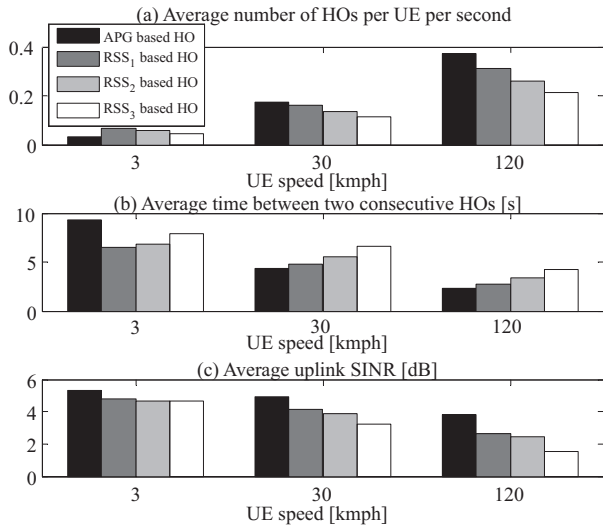 (a) Average number of HOs per UE per second
0.4
0.2
0
APG based HO
RSS1 based HO
RSS2 based HO
RSS3 based HO
3
30
120
UE speed [kmph]
(b) Average time between two consecutive HOs [s]
10
5
0
3
30
120
UE speed [kmph]
(c) Average uplink SINR [dB]
6
4
2
0
3
30
120
UE speed [kmph]